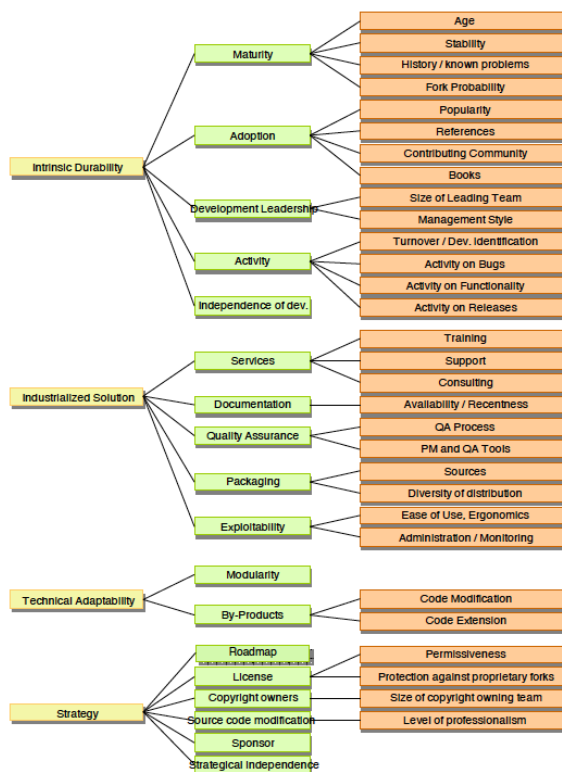 Age
Stability
Maturity
History / known problems
Fork Probability
Popularity
References
Adoption
Contributing Community
Intrinsic Durability
Books
Size of Leading Team
Development Leadership
Management Style
Turnover / Dev. Identification
Activity
Activity on Bugs
Activity on Functionality
Independence of dev.
Activity on Releases
Training
Services
Support
Consulting
Industrialized Solution
Documentation
Availability / Recentness
QA Process
Quality Assurance
PM and QA Tools
Sources
Packaging
Diversity of distribution
Ease of Use, Ergonomics
Exploitability
Administration / Monitoring
Modularity
Technical Adaptability
Code Modification
By-Products
Code Extension
Roadmap
Permissiveness
License
Protection against proprietary forks
Copyright owners
Size of copyright owning team
Strategy
Source code modification
Level of professionalism
Sponsor
Strategical Independence